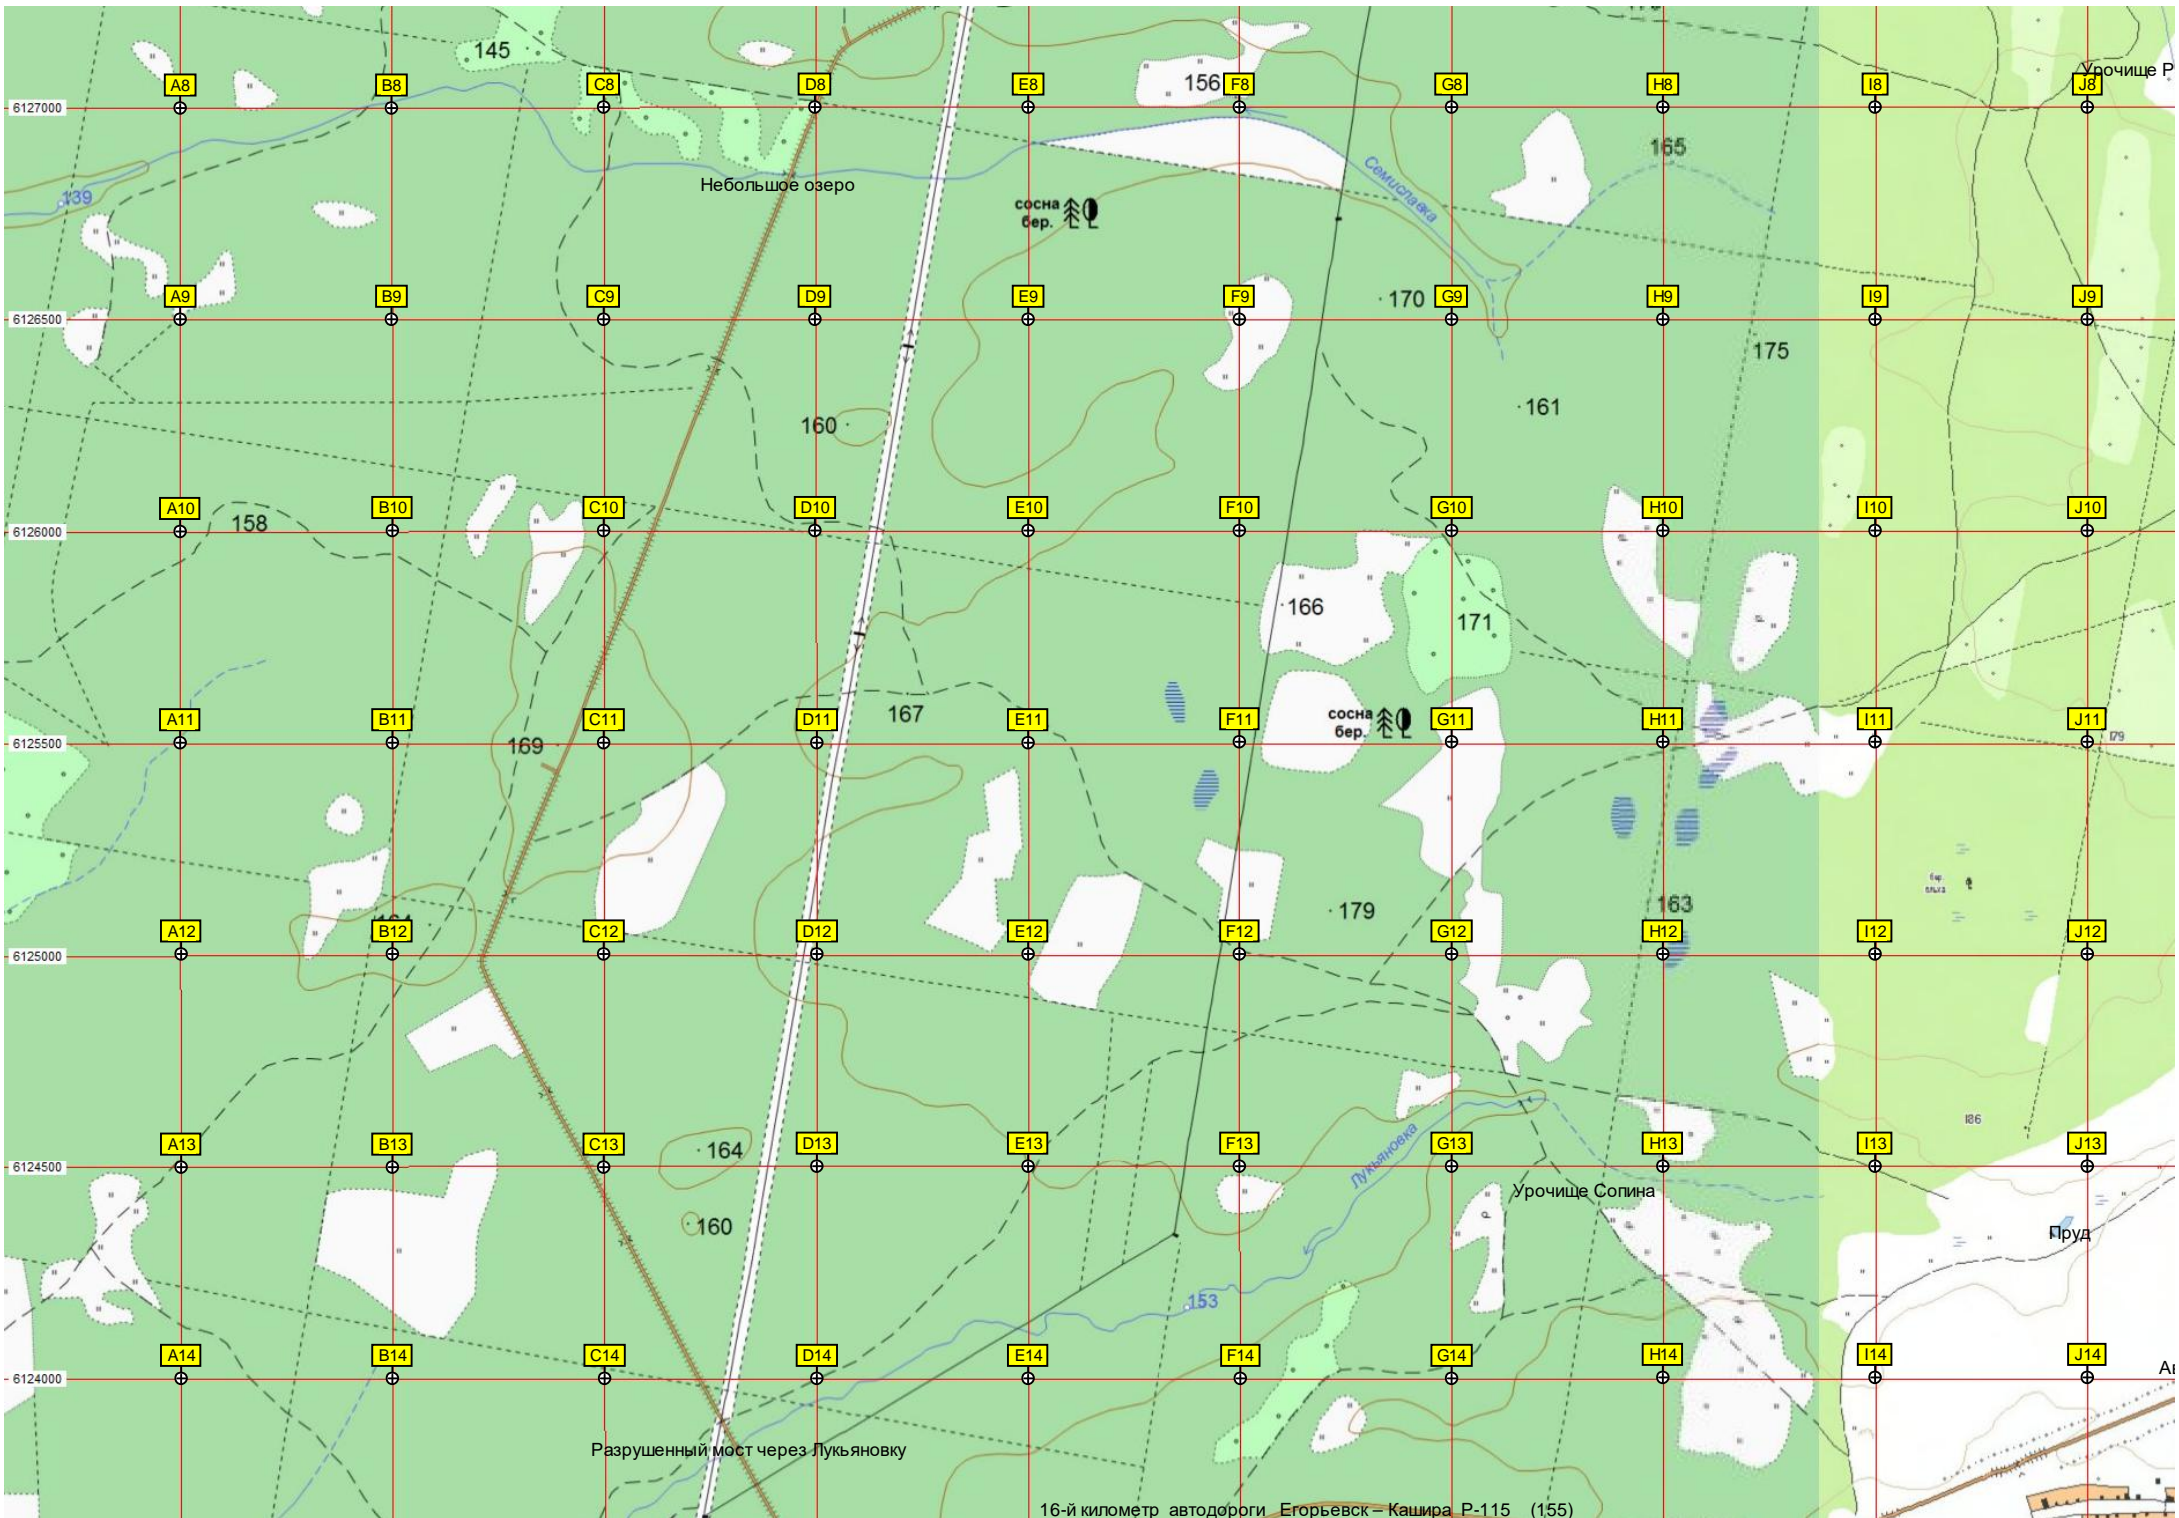 145
156
Урочище Р
A8 B8 C8 D8 E8 F8 G8 H8 I8 J8
6127000
165
Семиславка
Небольшое озеро
139
сосна
бер.
A9 B9 C9 D9 E9 F9 G9 H9 I9 J9
170
6126500
175
161
160
A10 B10 C10 D10 E10 F10 G10 H10 I10 J10
158
6126000
166
171
167
A11 B11 C11 D11 E11 F11 G11 H11 I11 J11
сосна
бер.
179
169
6125500
бер.
ольха
163
179
A12 B12 C12 D12 E12 F12 G12 H12 I12 J12
6125000
186
Лукьяновка
A13 B13 C13 D13 E13 F13 G13 H13 I13 J13
164
6124500
Урочище Сопина
160
Пруд
153
A14 B14 C14 D14 E14 F14 G14 H14 I14 J14
6124000
Ав
Разрушенный мост через Лукьяновку
16-й километр автодороги Егорьевск – Кашира Р-115 (155)